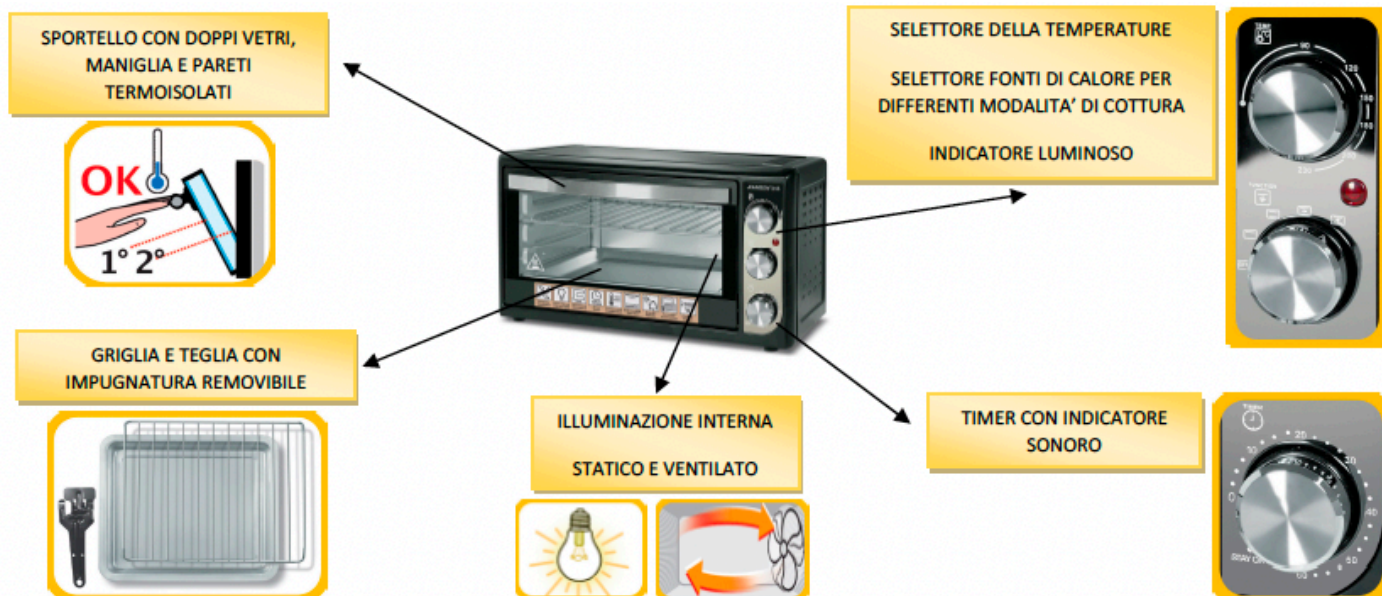 SPORTELLO CON DOPPI VETRI,
MANIGLIA E PARETI
TERMOISOLATI
OK
1° 2°
SELETTORE DELLA TEMPERATURE
SELETTORE FONTI DI CALORE PER
DIFFERENTI MODALITA’ DI COTTURA
INDICATORE LUMINOSO
TEMP
90
120
180
230
GRIGLIA E TEGLIA CON
IMPUGNATURA REMOVIBILE
ILLUMINAZIONE INTERNA
STATICO E VENTILATO
TIMER CON INDICATORE
SONORO
0
10
20
30
40
50
60